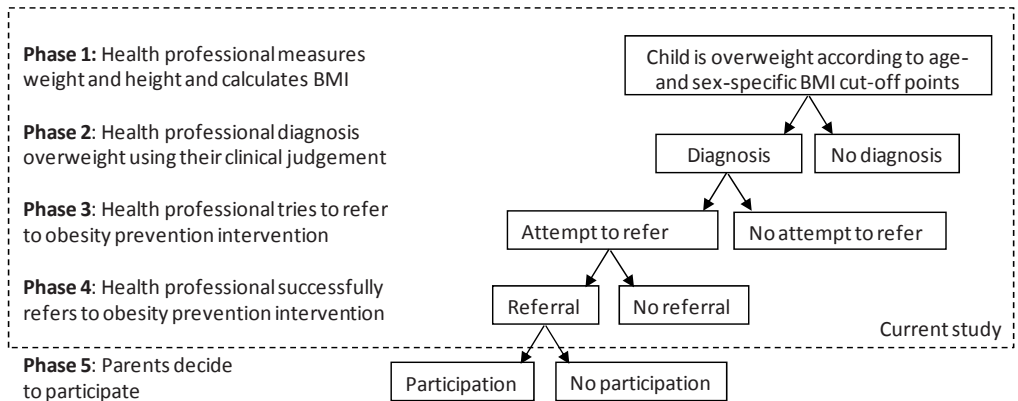 Phase 1: Health professional measures
weight and height and calculates BMI
Child is overweight according to age-
and sex-specific BMI cut-off points
Phase 2: Health professional diagnosis
overweight using their clinical judgement
Diagnosis
No diagnosis
Phase 3: Health professional tries to refer
to obesity prevention intervention
Attempt to refer
No attempt to refer
Phase 4: Health professional successfully
refers to obesity prevention intervention
Referral
No referral
Current study
Phase 5: Parents decide
to participate
Participation
No participation